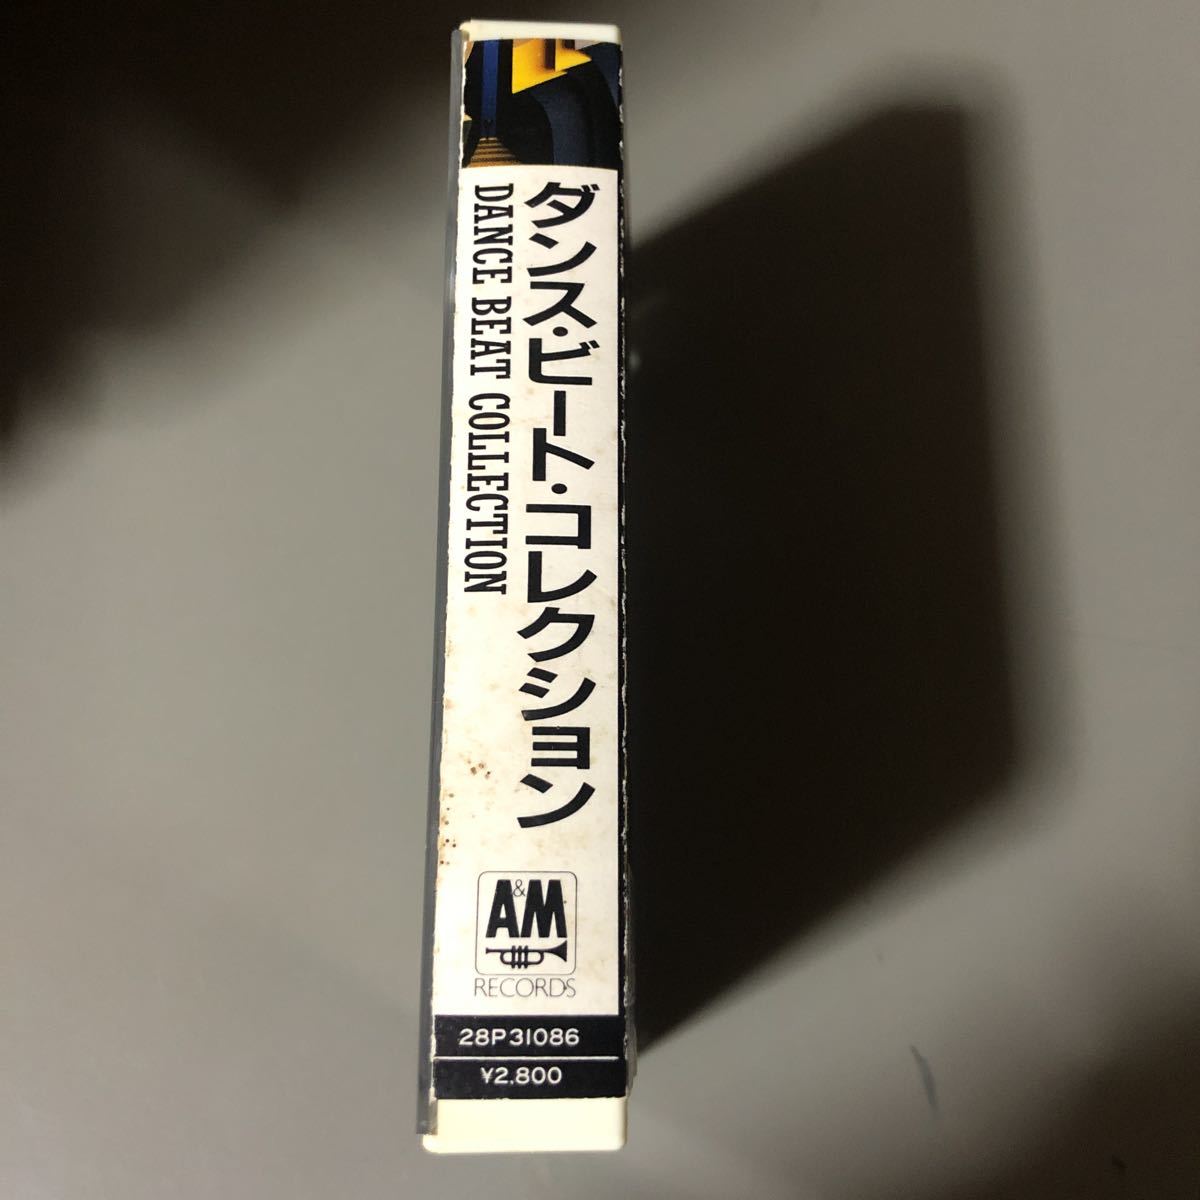 ダンス・ビート・コレクション
DANCE BEAT COLLECTION
A&M
RECORDS
28P31086
¥2.800